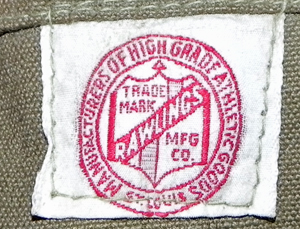 MANUFACTURERS OF HIGH GRADE ATHLETIC GOODS
TRADE
MARK
RAWLINGS
MFG
CO.
ST. LOUIS